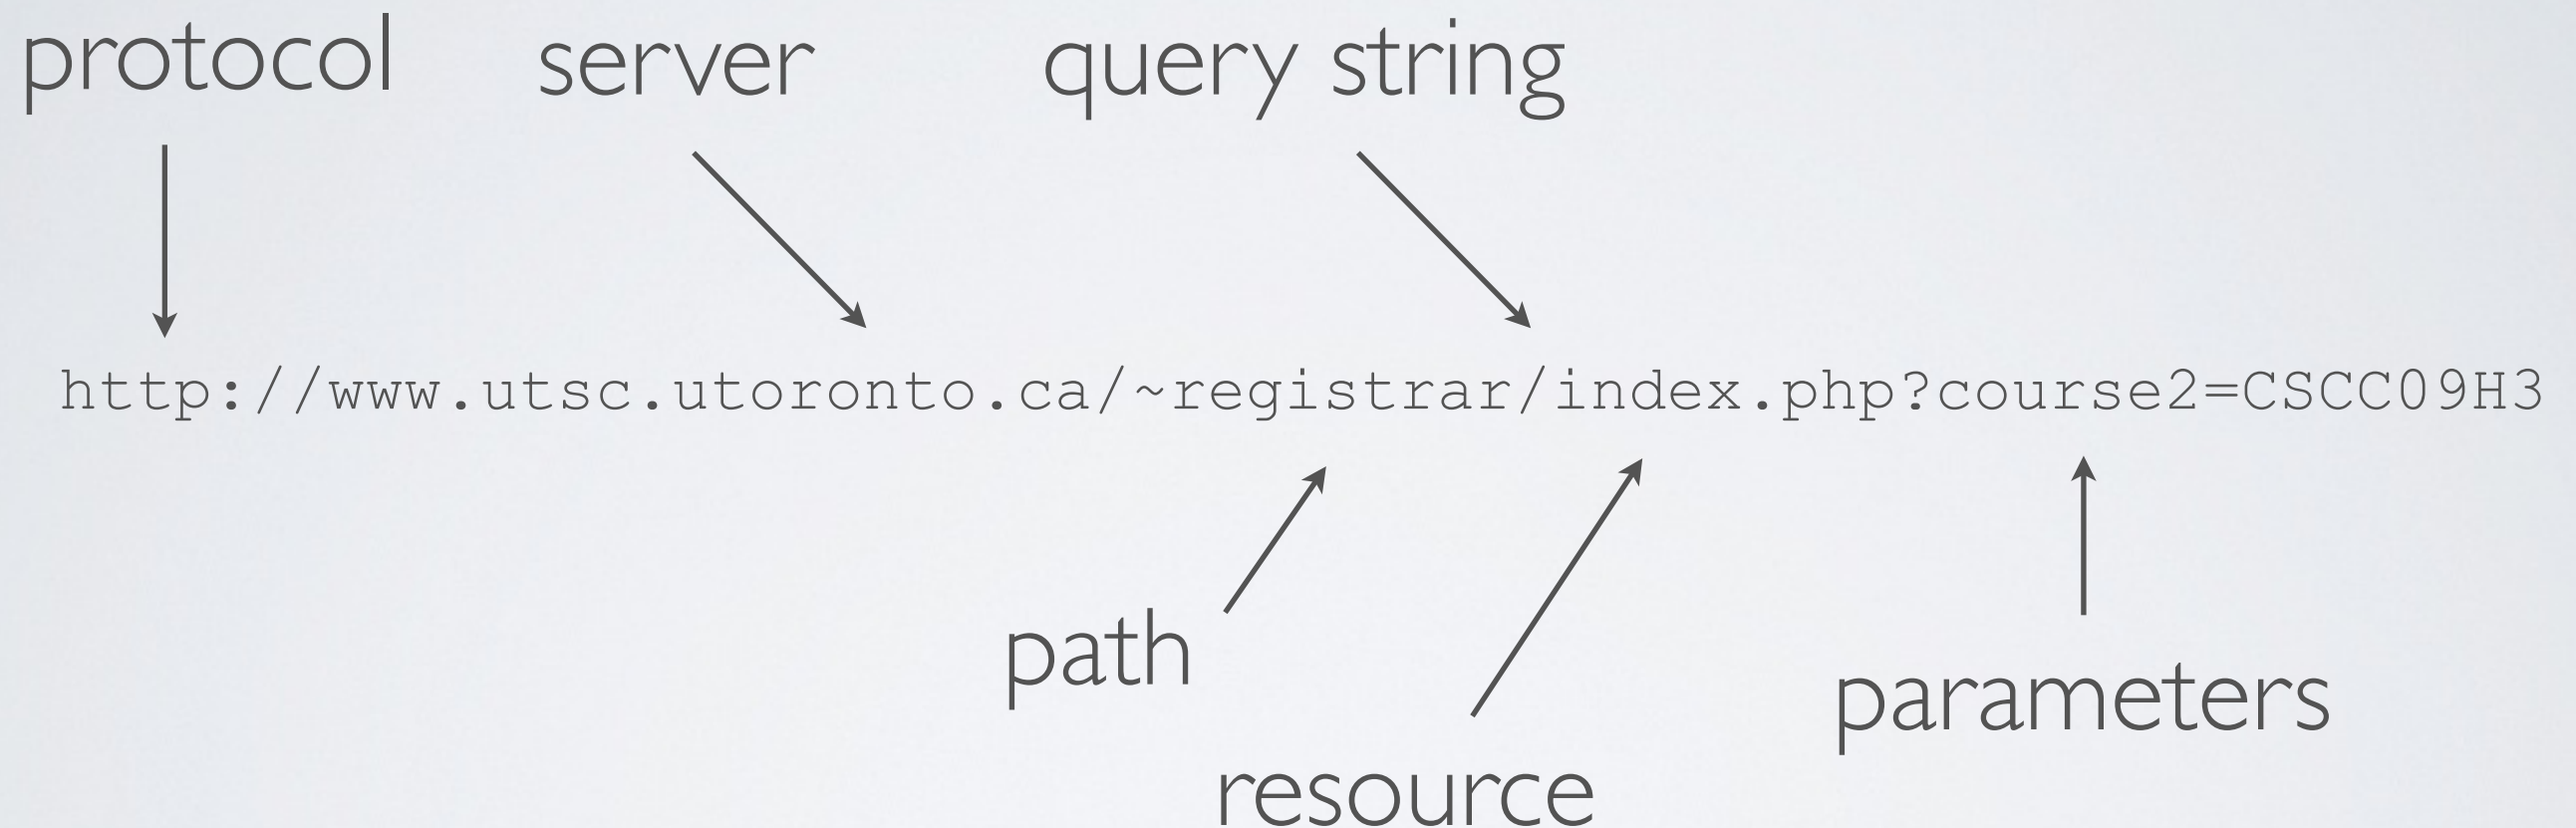 protocol
server
query string
http://www.utsc.utoronto.ca/~registrar/index.php?course2=CSCC09H3
path
parameters
resource